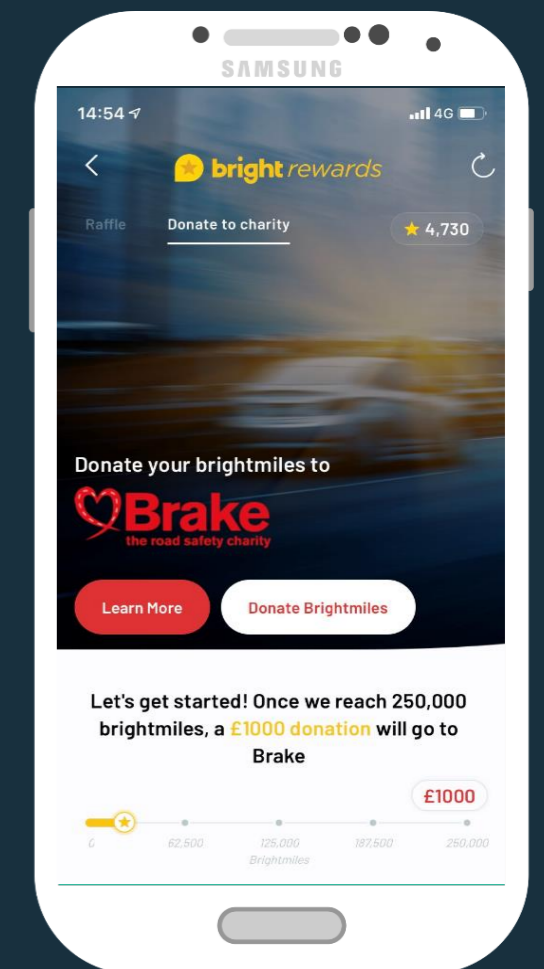 SAMSUNG
14:54
4G
bright rewards
Raffle
Donate to charity
4,730
Donate your brightmiles to
Brake
the road safety charity
Learn More
Donate Brightmiles
Let's get started! Once we reach 250,000
brightmiles, a £1000 donation will go to
Brake
£1000
0 62,500 125,000 187,500 250,000
Brightmiles